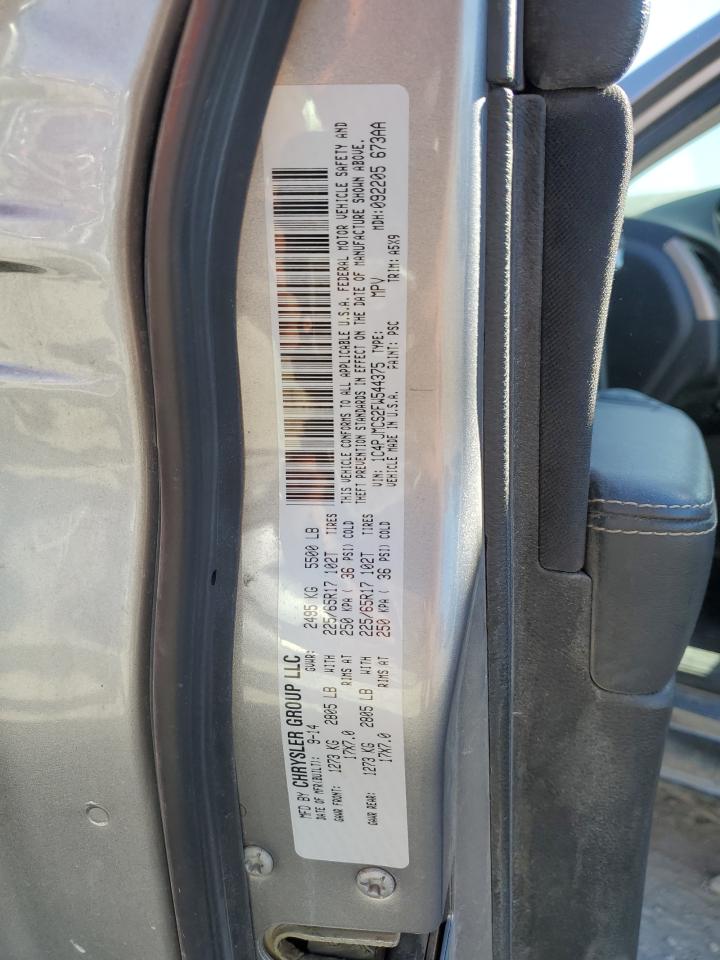 MFD BY CHRYSLER GROUP LLC
DATE OF MFR(BUILT): 9-14 GVWR: 2495 KG 5500 LB
GAWR FRONT: 1273 KG 2805 LB WITH 225/65R17 102T TIRES
17X7.0 RIMS AT 250 KPA ( 36 PSI) COLD
GAWR REAR: 1273 KG 2805 LB WITH 225/65R17 102T TIRES
17X7.0 RIMS AT 250 KPA ( 36 PSI) COLD
THIS VEHICLE CONFORMS TO ALL APPLICABLE U.S.A. FEDERAL MOTOR VEHICLE SAFETY AND
THEFT PREVENTION STANDARDS IN EFFECT ON THE DATE OF MANUFACTURE SHOWN ABOVE.
VIN: 1C4PJMCS2FW544375 TYPE: MPV MDH:092205 673AA
VEHICLE MADE IN U.S.A. PAINT: PSC TRIM: A5X9